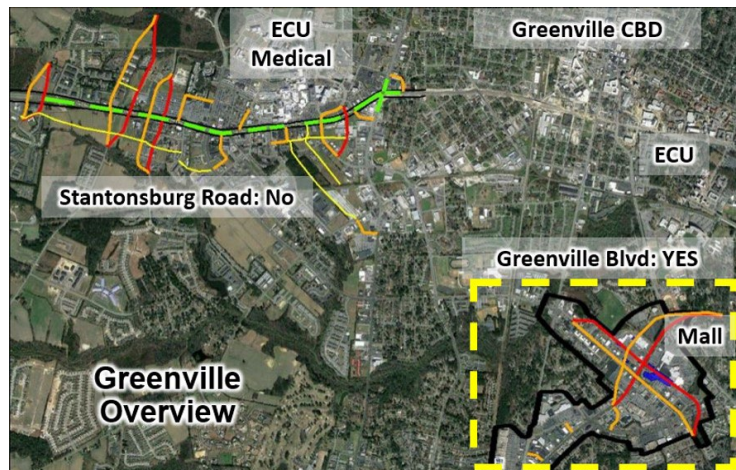 ECU
Medical
Greenville CBD
ECU
Stantonsburg Road: No
Greenville Blvd: YES
Mall
Greenville
Overview